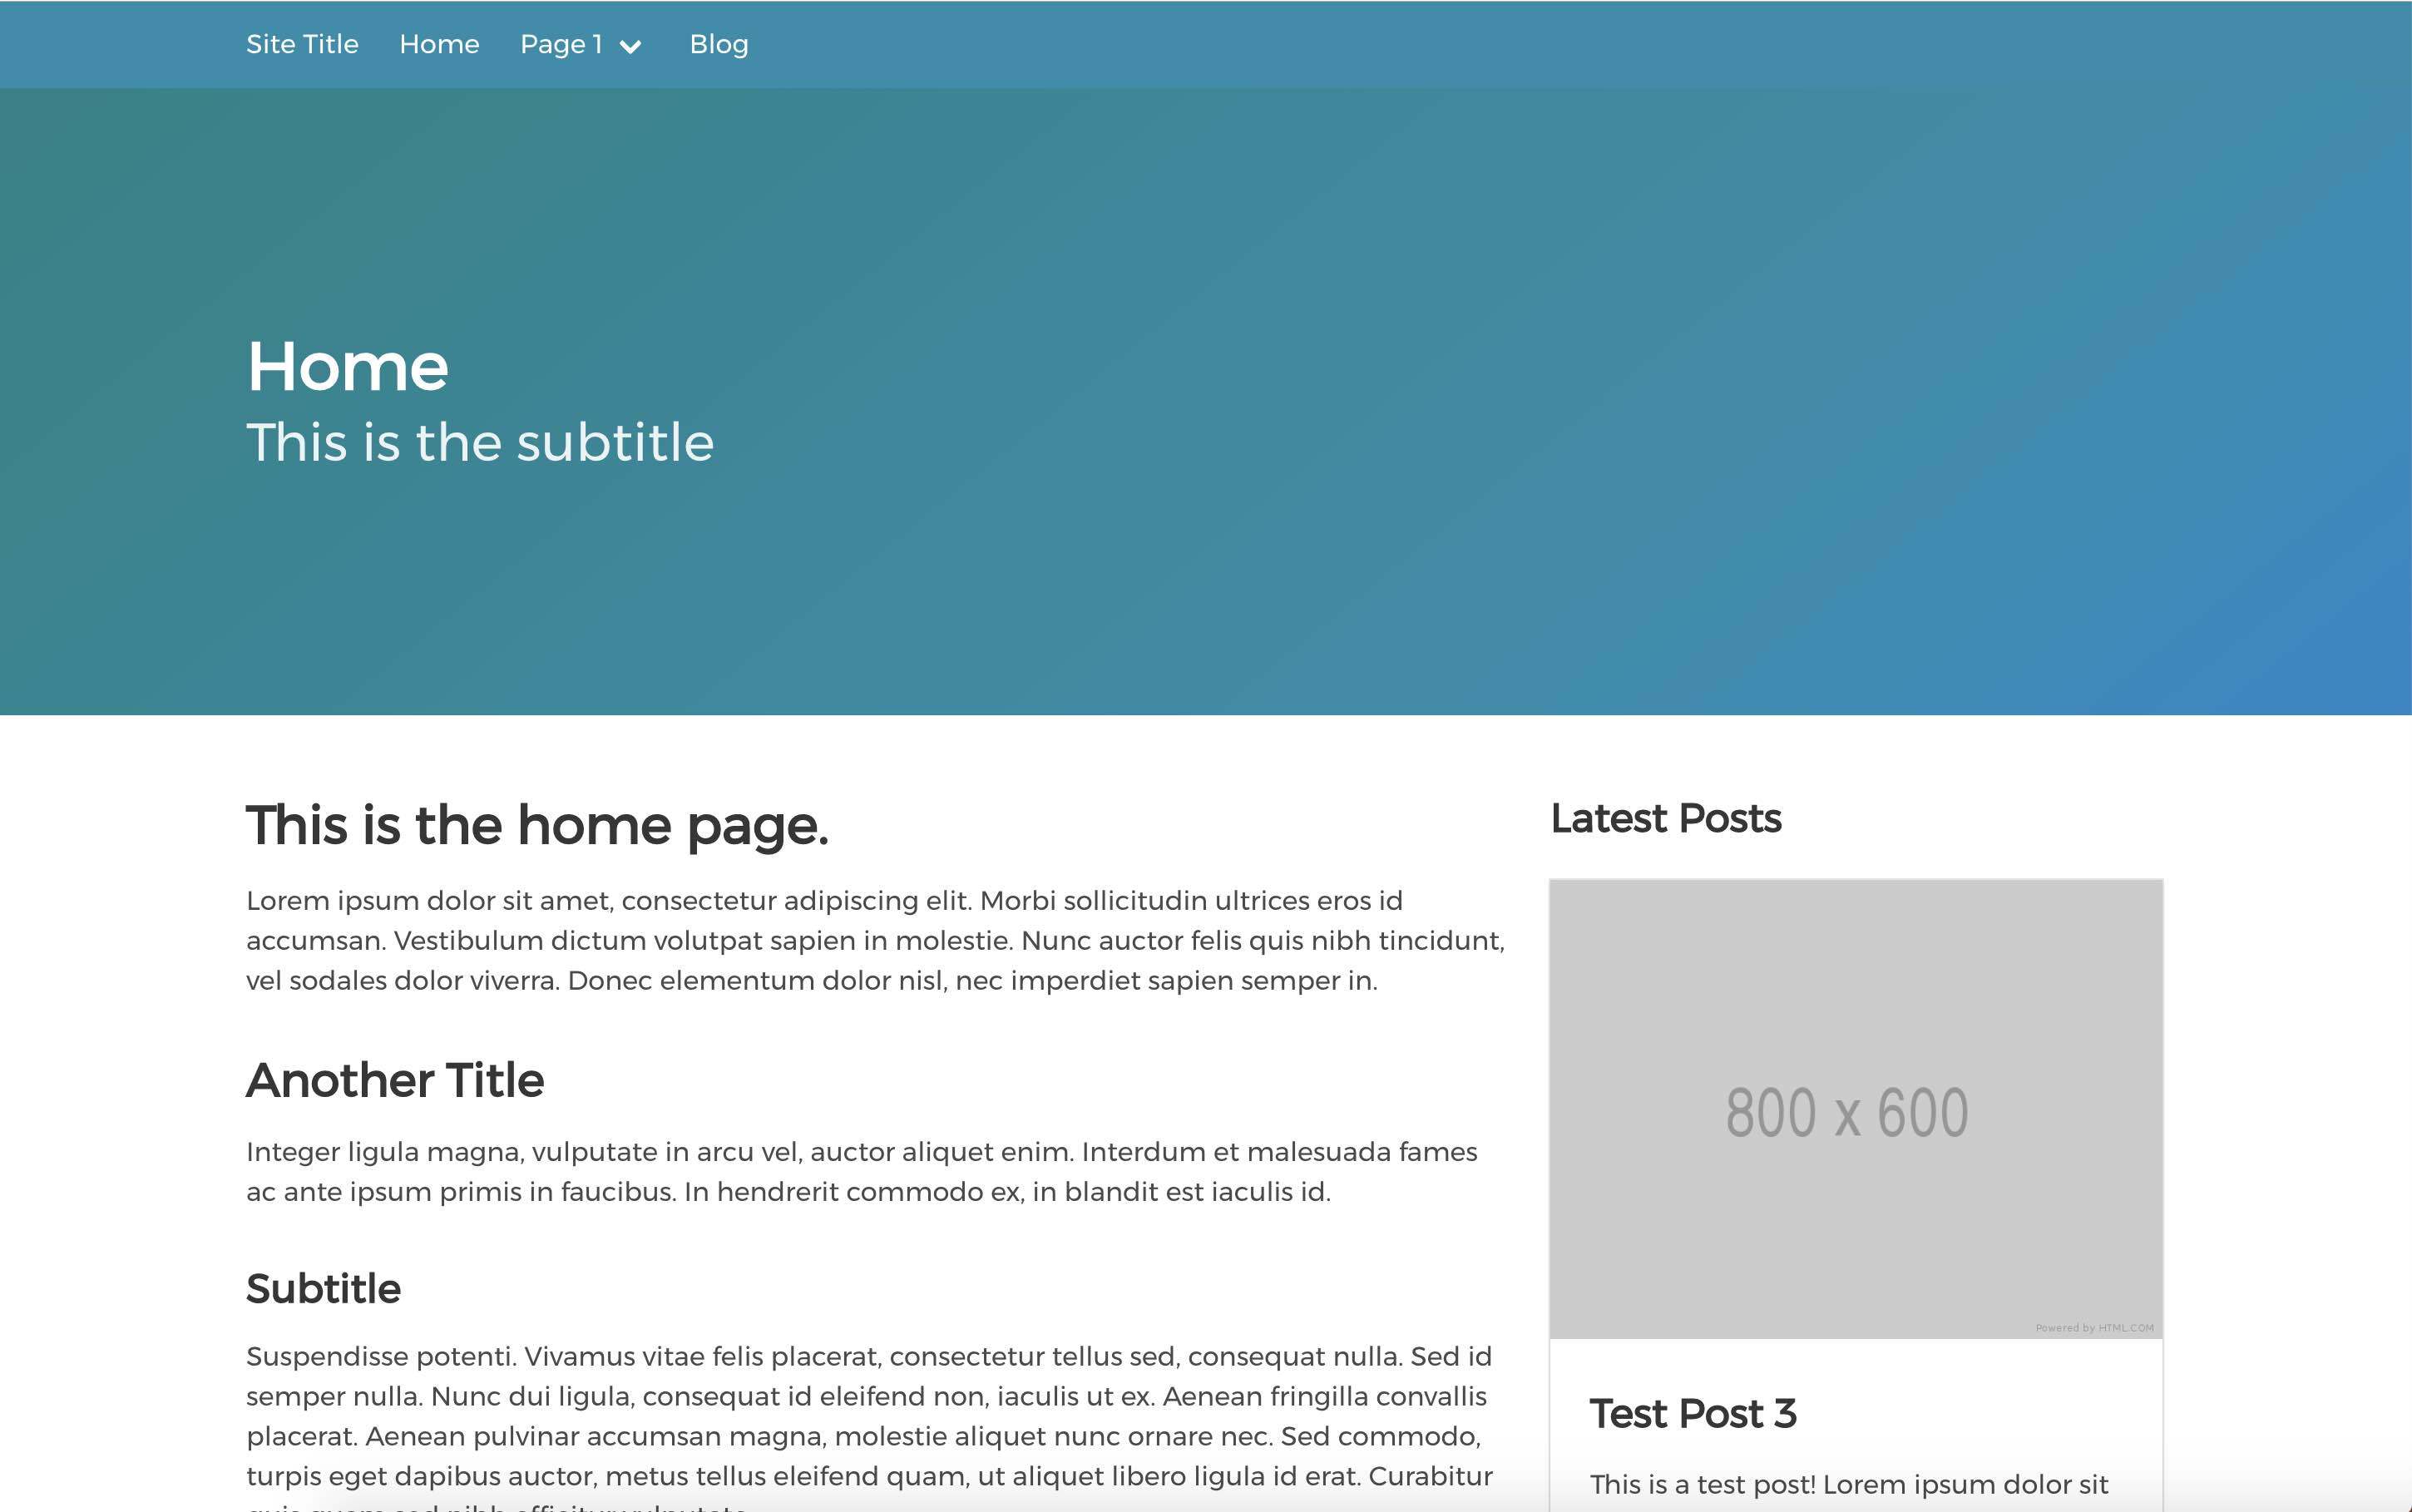 Site Title Home Page 1 Blog
Home
This is the subtitle
This is the home page.
Lorem ipsum dolor sit amet, consectetur adipiscing elit. Morbi sollicitudin ultrices eros id
accumsan. Vestibulum dictum volutpat sapien in molestie. Nunc auctor felis quis nibh tincidunt,
vel sodales dolor viverra. Donec elementum dolor nisl, nec imperdiet sapien semper in.
Another Title
Integer ligula magna, vulputate in arcu vel, auctor aliquet enim. Interdum et malesuada fames
ac ante ipsum primis in faucibus. In hendrerit commodo ex, in blandit est iaculis id.
Subtitle
Suspendisse potenti. Vivamus vitae felis placerat, consectetur tellus sed, consequat nulla. Sed id
semper nulla. Nunc dui ligula, consequat id eleifend non, iaculis ut ex. Aenean fringilla convallis
placerat. Aenean pulvinar accumsan magna, molestie aliquet nunc ornare nec. Sed commodo,
turpis eget dapibus auctor, metus tellus eleifend quam, ut aliquet libero ligula id erat. Curabitur
Latest Posts
800 x 600
Powered by HTML.COM
Test Post 3
This is a test post! Lorem ipsum dolor sit